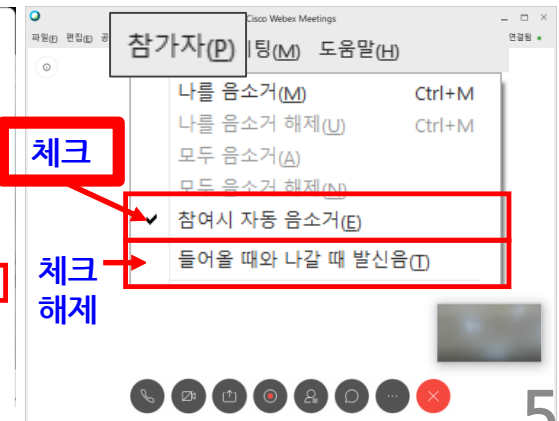 Cisco Webex Meetings
파일(F) 편집(E) 공
참가자(P) 팅(M) 도움말(H)
연결됨
나를 음소거(M) Ctrl+M
나를 음소거 해제(U) Ctrl+M
모두 음소거(A)
모두 음소거 해제(N)
체크
참여시 자동 음소거(E)
체크
해제
들어올 때와 나갈 때 발신음(T)
5